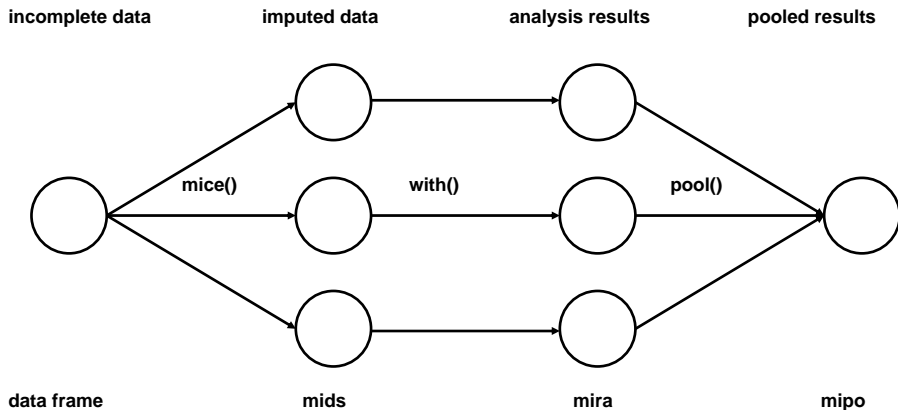 incomplete data imputed data analysis results pooled results
mice() with() pool()
data frame mids mira mipo